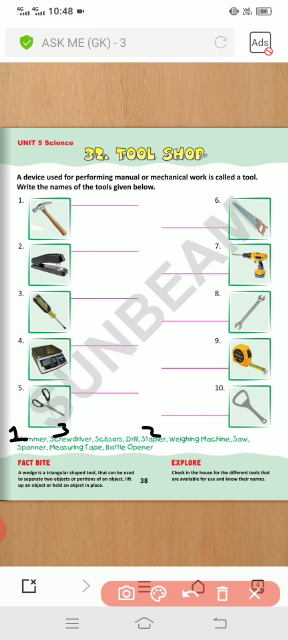 10:48
ASK ME (GK) - 3
Ads
UNIT 5 Science
32. TOOL SHOP
A device used for performing manual or mechanical work is called a tool.
Write the names of the tools given below.
1.
6.
2.
7.
3.
8.
4.
9.
5.
10.
SUNBEAM
1 3 2
Screwdriver, Scissors, Drill, Stapler, Weighing Machine, Saw,
Spanner, Measuring Tape, Bottle Opener
FACT BITE
A wedge is a triangular shaped tool, that can be used
to separate two objects or portions of an object, lift
up an object or hold an object in place.
38
EXPLORE
Check in the house for the different tools that
are available for use and know their names.